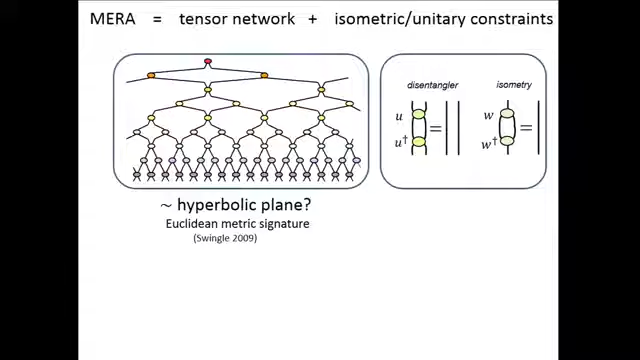 MERA = tensor network + isometric/unitary constraints
disentangler isometry
u w
= =
u† w†
~ hyperbolic plane?
Euclidean metric signature
(Swingle 2009)